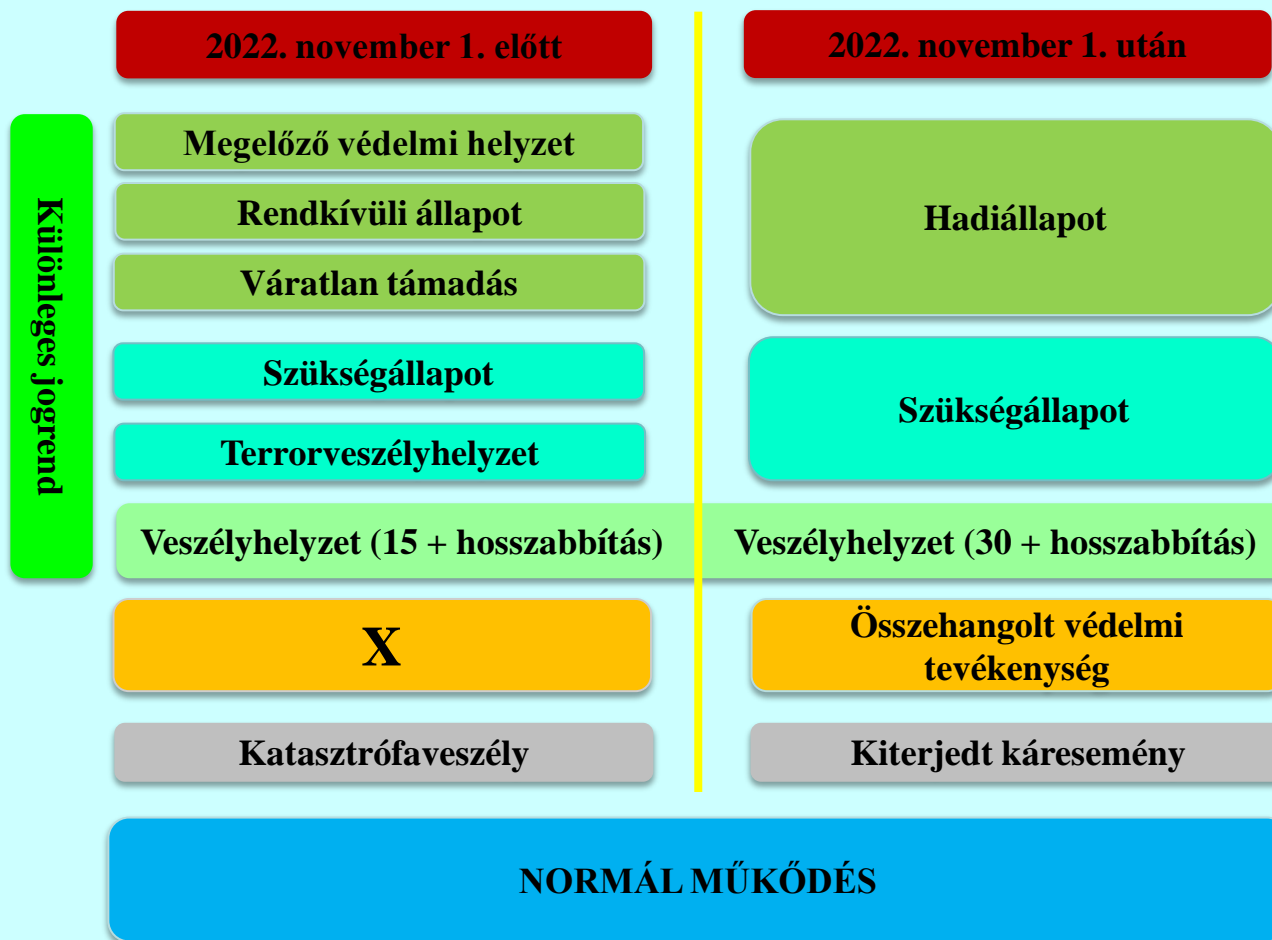 2022. november 1. előtt
2022. november 1. után
Különleges jogrend
Megelőző védelmi helyzet
Rendkívüli állapot
Váratlan támadás
Hadiállapot
Szükségállapot
Terrorveszélyhelyzet
Szükségállapot
Veszélyhelyzet (15 + hosszabbítás)
Veszélyhelyzet (30 + hosszabbítás)
X
Összehangolt védelmi
tevékenység
Katasztrófaveszély
Kiterjedt káresemény
NORMÁL MŰKŐDÉS